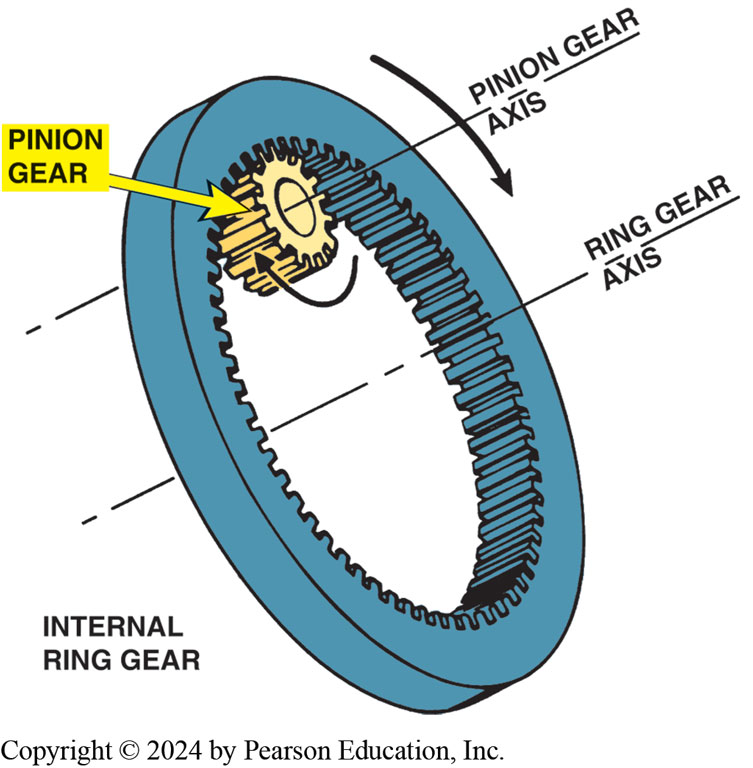 PINION GEAR
AXIS
PINION
GEAR
RING GEAR
AXIS
INTERNAL
RING GEAR
Copyright © 2024 by Pearson Education, Inc.